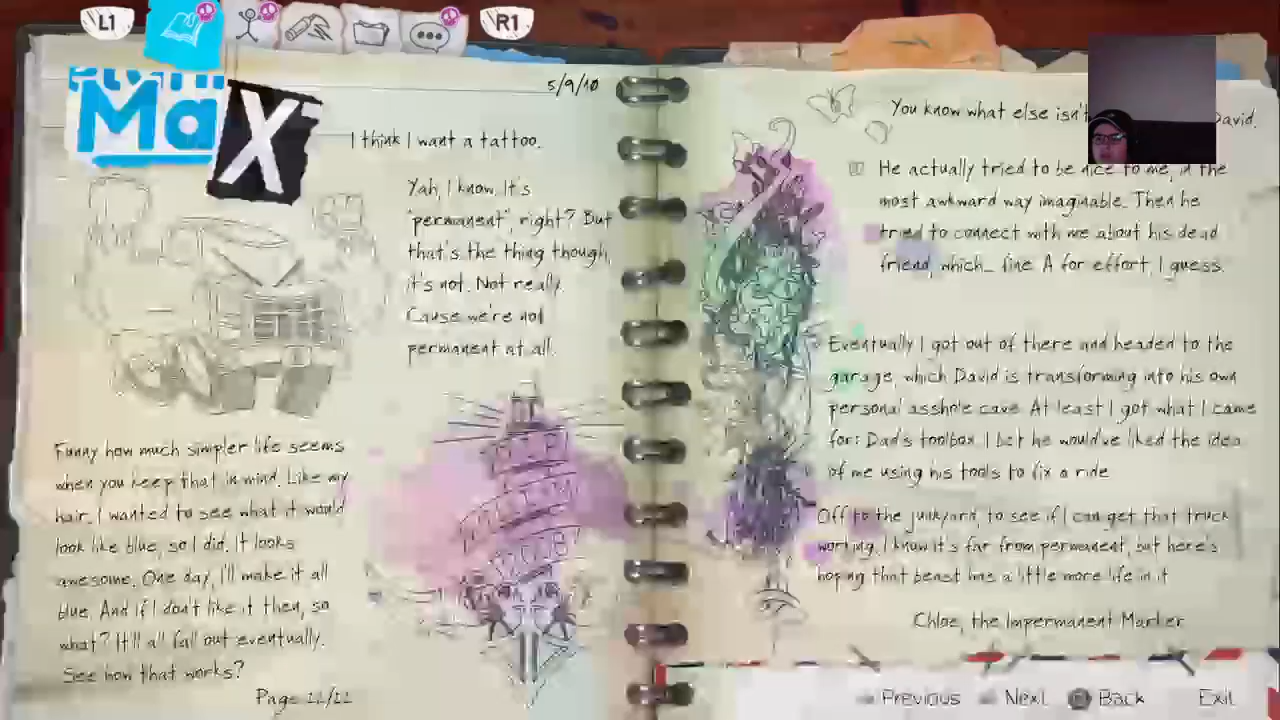 L1
R1
Ma
X
5/9/10
I think I want a tattoo.
Yah, I know. It's
"permanent", right? But
that's the thing though,
it's not. Not really.
Cause we're not
permanent at all.
Funny how much simpler life seems
when you keep that in mind. Like my
hair. I wanted to see what it would
look like blue, so I did. It looks
awesome. One day, I'll make it all
blue. And if I don't like it then, so
what? It'll all fall out eventually.
See how that works?
Page 11/11
You know what else isn't
David.
He actually tried to be nice to me, in the
most awkward way imaginable. Then he
tried to connect with me about his dead
friend, which... fine. A for effort, I guess.
Eventually I got out of there and headed to the
garage, which David is transforming into his own
personal asshole cave. At least I got what I came
for: Dad's toolbox. I bet he would've liked the idea
of me using his tools to fix a ride.
Off to the junkyard, to see if I can get that truck
working. I know it's far from permanent, but here's
hoping that beast has a little more life in it.
Chloe, the Impermanent Marker
Previous
Next
Back
Exit